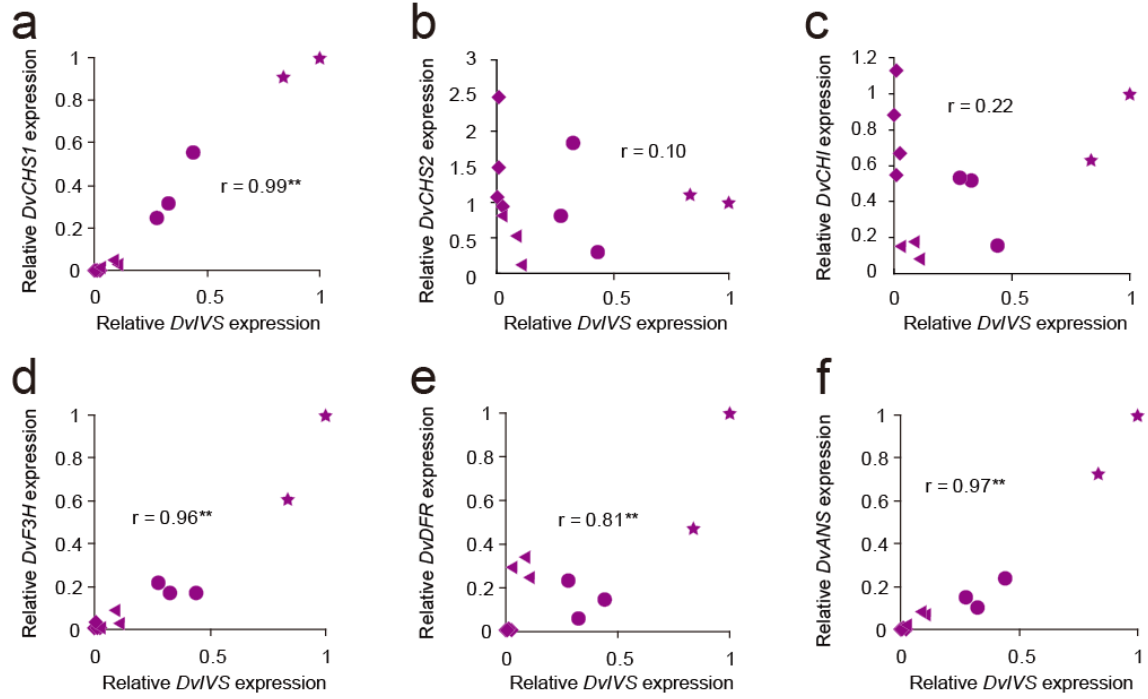 a
Relative DvCHS1 expression
1
0.8
0.6
0.4
0.2
0
r = 0.99**
0 0.5 1
Relative DvIVS expression
b
Relative DvCHS2 expression
3
2.5
2
1.5
1
0.5
0
r = 0.10
0 0.5 1
Relative DvIVS expression
c
Relative DvCHI expression
1.2
1
0.8
0.6
0.4
0.2
0
r = 0.22
0 0.5 1
Relative DvIVS expression
d
Relative DvF3H expression
1
0.8
0.6
0.4
0.2
0
r = 0.96**
0 0.5 1
Relative DvIVS expression
e
Relative DvDFR expression
1
0.8
0.6
0.4
0.2
0
r = 0.81**
0 0.5 1
Relative DvIVS expression
f
Relative DvANS expression
1
0.8
0.6
0.4
0.2
0
r = 0.97**
0 0.5 1
Relative DvIVS expression